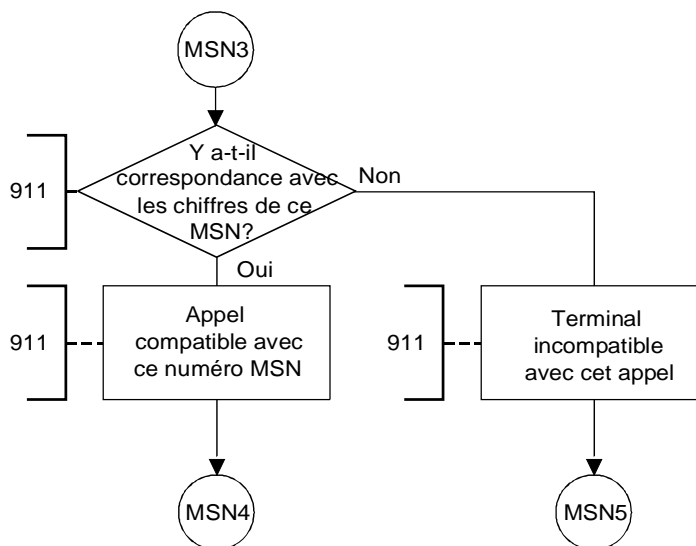 MSN3
Y a-t-il
correspondance avec
les chiffres de ce
MSN?
Non
911
Oui
Appel
compatible avec
ce numéro MSN
911
Terminal
incompatible
avec cet appel
911
MSN4
MSN5